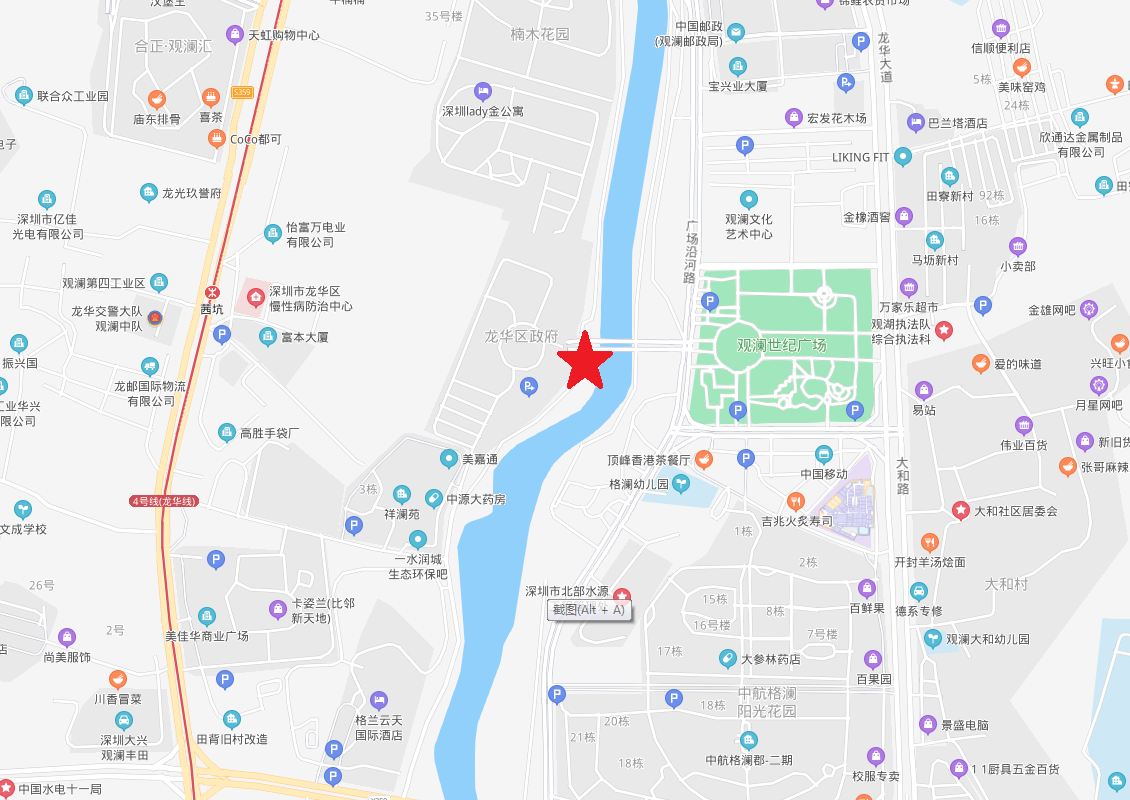 35号楼
楠木花园
中国邮政
(观澜邮政局)
龙华大道
信顺便利店
天虹购物中心
合正·观澜汇
S359
联合众工业园
庙东排骨
喜茶
CoCo都可
深圳lady金公寓
宝兴业大厦
宏发花木场
5栋
美味窑鸡
24栋
巴兰塔酒店
欣通达金属制品
有限公司
LIKING FIT
龙光玖誉府
深圳市亿佳
光电有限公司
怡富万电业
有限公司
观澜文化
艺术中心
田寮新村
92栋
16栋
金橡酒窖
马坜新村
小卖部
广场沿河路
观澜第四工业区
龙华交警大队
观澜中队
茜坑
深圳市龙华区
慢性病防治中心
富本大厦
龙华区政府
观澜世纪广场
万家乐超市
观湖执法队
综合执法科
金雄网吧
爱的味道
兴旺小食
振兴国
龙邮国际物流
有限公司
易站
月星网吧
工业华兴
限公司
高胜手袋厂
伟业百货
新旧货
张哥麻辣
美嘉通
顶峰香港茶餐厅
格澜幼儿园
中国移动
大和路
3栋
祥澜苑
中源大药房
4号线(龙华线)
文成学校
吉兆火炙寿司
大和社区居委会
1栋
2栋
开封羊汤烩面
一水润城
生态环保吧
26号
2号
深圳市北部水源
截图(Alt + A)
大和村
卡姿兰(比邻
新天地)
美佳华商业广场
尚美服饰
15栋
8栋
16号楼
7号楼
百鲜果
德系专修
观澜大和幼儿园
17栋
大参林药店
百果园
川香冒菜
深圳大兴
观澜丰田
田背旧村改造
格兰云天
国际酒店
中航格澜
阳光花园
18栋
20栋
21栋
18栋
中航格澜郡-二期
景盛电脑
校服专卖
1 1厨具五金百货
中国水电十一局